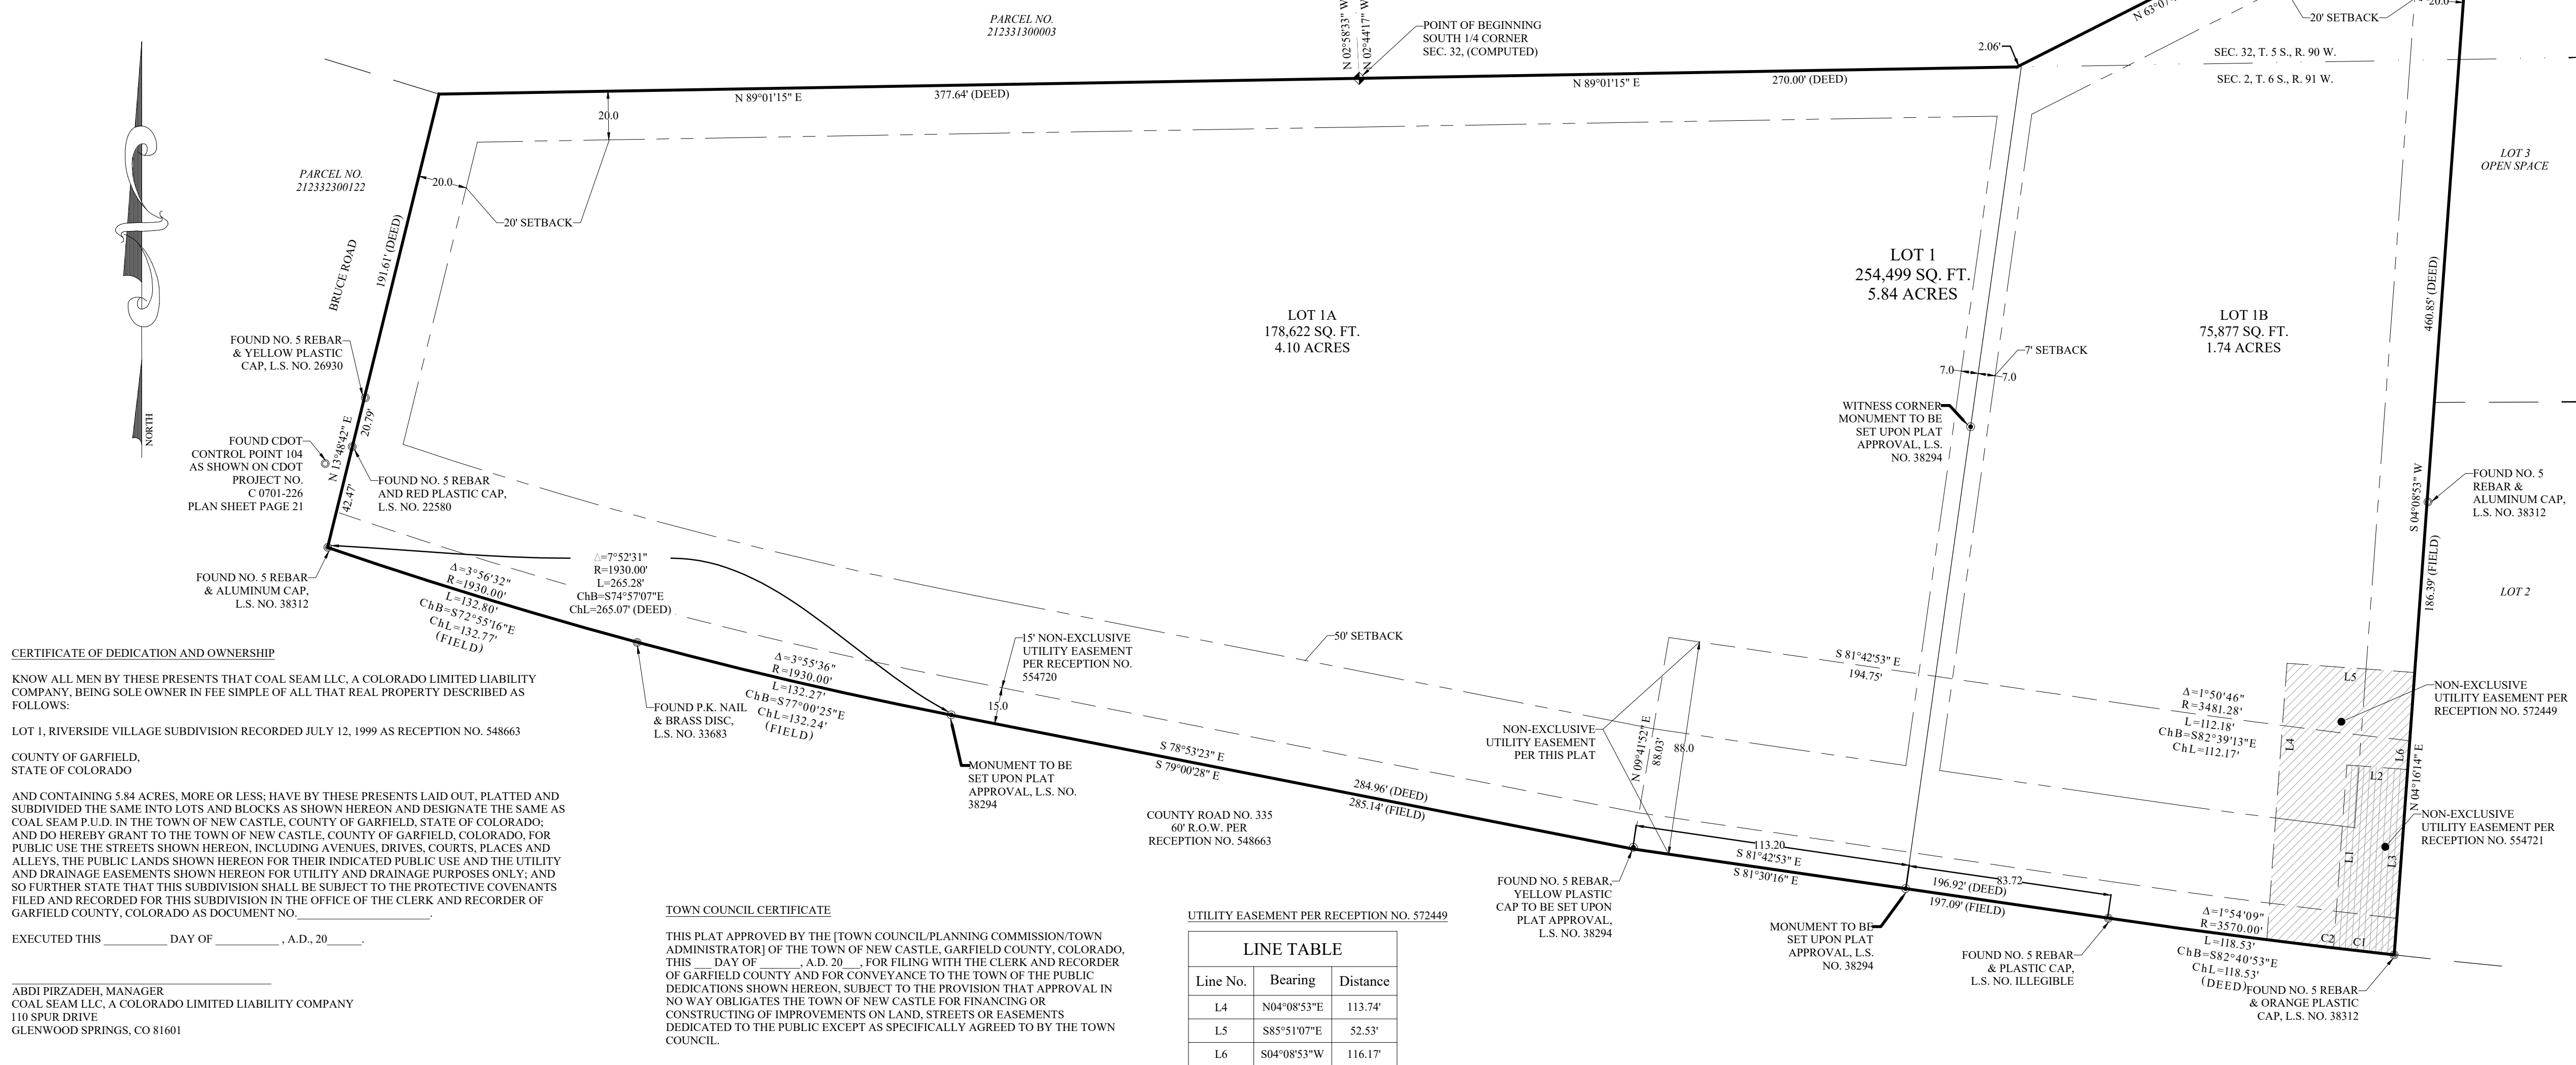 PARCEL NO.
212331300003
N 02°58'33" W
N 02°44'17" W
POINT OF BEGINNING
SOUTH 1/4 CORNER
SEC. 32, (COMPUTED)
2.06'
N 63°07'
20' SETBACK
20.0
SEC. 32, T. 5 S., R. 90 W.
SEC. 2, T. 6 S., R. 91 W.
N 89°01'15" E
377.64' (DEED)
N 89°01'15" E
270.00' (DEED)
20.0
LOT 3
OPEN SPACE
PARCEL NO.
212332300122
20.0
20' SETBACK
BRUCE ROAD
191.61' (DEED)
LOT 1
254,499 SQ. FT.
5.84 ACRES
LOT 1A
178,622 SQ. FT.
4.10 ACRES
LOT 1B
75,877 SQ. FT.
1.74 ACRES
460.85' (DEED)
7' SETBACK
7.0
7.0
FOUND NO. 5 REBAR
& YELLOW PLASTIC
CAP, L.S. NO. 26930
NORTH
FOUND CDOT
CONTROL POINT 104
AS SHOWN ON CDOT
PROJECT NO.
C 0701-226
PLAN SHEET PAGE 21
N 13°48'42" E
20.79'
42.47'
FOUND NO. 5 REBAR
AND RED PLASTIC CAP,
L.S. NO. 22580
WITNESS CORNER
MONUMENT TO BE
SET UPON PLAT
APPROVAL, L.S.
NO. 38294
S 04°08'53" W
FOUND NO. 5
REBAR &
ALUMINUM CAP,
L.S. NO. 38312
186.39' (FIELD)
LOT 2
FOUND NO. 5 REBAR
& ALUMINUM CAP,
L.S. NO. 38312
Δ=3°56'32"
R=1930.00'
L=132.80'
ChB=S72°55'16"E
ChL=132.77'
(FIELD)
△=7°52'31"
R=1930.00'
L=265.28'
ChB=S74°57'07"E
ChL=265.07' (DEED)
Δ=3°55'36"
R=1930.00'
L=132.27'
ChB=S77°00'25"E
ChL=132.24'
(FIELD)
FOUND P.K. NAIL
& BRASS DISC,
L.S. NO. 33683
15' NON-EXCLUSIVE
UTILITY EASEMENT
PER RECEPTION NO.
554720
15.0
50' SETBACK
MONUMENT TO BE
SET UPON PLAT
APPROVAL, L.S. NO.
38294
S 78°53'23" E
S 79°00'28" E
284.96' (DEED)
285.14' (FIELD)
COUNTY ROAD NO. 335
60' R.O.W. PER
RECEPTION NO. 548663
NON-EXCLUSIVE
UTILITY EASEMENT
PER THIS PLAT
N 09°41'52" E
88.03'
88.0
S 81°42'53" E
194.75'
Δ=1°50'46"
R=3481.28'
L=112.18'
ChB=S82°39'13"E
ChL=112.17'
L5
L4
L6
L2
L1
L3
C2
C1
N 04°16'14" E
NON-EXCLUSIVE
UTILITY EASEMENT PER
RECEPTION NO. 572449
NON-EXCLUSIVE
UTILITY EASEMENT PER
RECEPTION NO. 554721
113.20
S 81°42'53" E
S 81°30'16" E
83.72
196.92' (DEED)
197.09' (FIELD)
Δ=1°54'09"
R=3570.00'
L=118.53'
ChB=S82°40'53"E
ChL=118.53'
(DEED)
FOUND NO. 5 REBAR,
YELLOW PLASTIC
CAP TO BE SET UPON
PLAT APPROVAL,
L.S. NO. 38294
MONUMENT TO BE
SET UPON PLAT
APPROVAL, L.S.
NO. 38294
FOUND NO. 5 REBAR
& PLASTIC CAP,
L.S. NO. ILLEGIBLE
FOUND NO. 5 REBAR
& ORANGE PLASTIC
CAP, L.S. NO. 38312
CERTIFICATE OF DEDICATION AND OWNERSHIP
KNOW ALL MEN BY THESE PRESENTS THAT COAL SEAM LLC, A COLORADO LIMITED LIABILITY
COMPANY, BEING SOLE OWNER IN FEE SIMPLE OF ALL THAT REAL PROPERTY DESCRIBED AS
FOLLOWS:
LOT 1, RIVERSIDE VILLAGE SUBDIVISION RECORDED JULY 12, 1999 AS RECEPTION NO. 548663
COUNTY OF GARFIELD,
STATE OF COLORADO
AND CONTAINING 5.84 ACRES, MORE OR LESS; HAVE BY THESE PRESENTS LAID OUT, PLATTED AND
SUBDIVIDED THE SAME INTO LOTS AND BLOCKS AS SHOWN HEREON AND DESIGNATE THE SAME AS
COAL SEAM P.U.D. IN THE TOWN OF NEW CASTLE, COUNTY OF GARFIELD, STATE OF COLORADO;
AND DO HEREBY GRANT TO THE TOWN OF NEW CASTLE, COUNTY OF GARFIELD, COLORADO, FOR
PUBLIC USE THE STREETS SHOWN HEREON, INCLUDING AVENUES, DRIVES, COURTS, PLACES AND
ALLEYS, THE PUBLIC LANDS SHOWN HEREON FOR THEIR INDICATED PUBLIC USE AND THE UTILITY
AND DRAINAGE EASEMENTS SHOWN HEREON FOR UTILITY AND DRAINAGE PURPOSES ONLY; AND
SO FURTHER STATE THAT THIS SUBDIVISION SHALL BE SUBJECT TO THE PROTECTIVE COVENANTS
FILED AND RECORDED FOR THIS SUBDIVISION IN THE OFFICE OF THE CLERK AND RECORDER OF
GARFIELD COUNTY, COLORADO AS DOCUMENT NO.____________________.
EXECUTED THIS __________ DAY OF __________ , A.D., 20_____.
ABDI PIRZADEH, MANAGER
COAL SEAM LLC, A COLORADO LIMITED LIABILITY COMPANY
110 SPUR DRIVE
GLENWOOD SPRINGS, CO 81601
TOWN COUNCIL CERTIFICATE
THIS PLAT APPROVED BY THE [TOWN COUNCIL/PLANNING COMMISSION/TOWN
ADMINISTRATOR] OF THE TOWN OF NEW CASTLE, GARFIELD COUNTY, COLORADO,
THIS ___ DAY OF _______, A.D. 20___, FOR FILING WITH THE CLERK AND RECORDER
OF GARFIELD COUNTY AND FOR CONVEYANCE TO THE TOWN OF THE PUBLIC
DEDICATIONS SHOWN HEREON, SUBJECT TO THE PROVISION THAT APPROVAL IN
NO WAY OBLIGATES THE TOWN OF NEW CASTLE FOR FINANCING OR
CONSTRUCTING OF IMPROVEMENTS ON LAND, STREETS OR EASEMENTS
DEDICATED TO THE PUBLIC EXCEPT AS SPECIFICALLY AGREED TO BY THE TOWN
COUNCIL.
UTILITY EASEMENT PER RECEPTION NO. 572449
LINE TABLE
Line No. Bearing Distance
L4 N04°08'53"E 113.74'
L5 S85°51'07"E 52.53'
L6 S04°08'53"W 116.17'